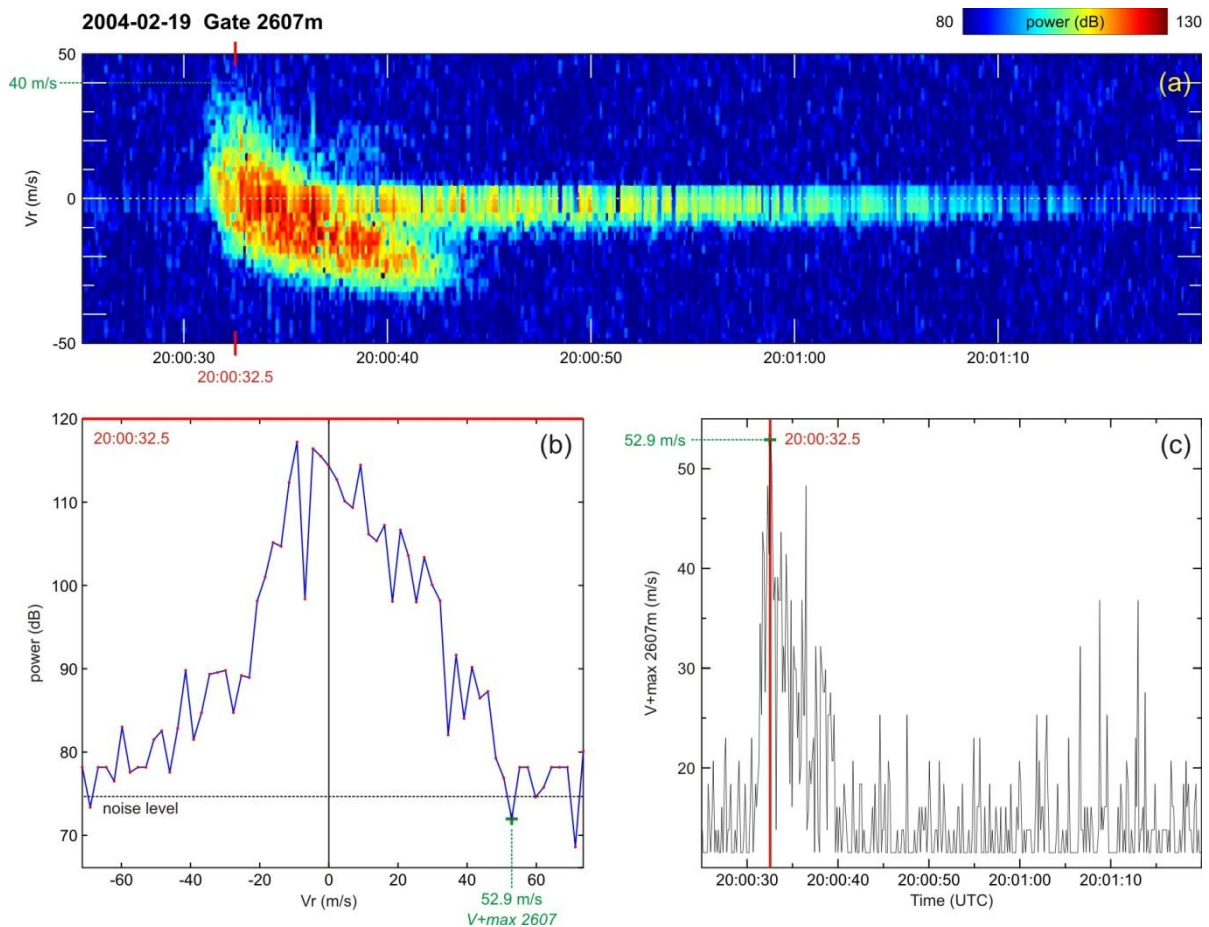 2004-02-19 Gate 2607m
80 power (dB) 130
(a)
50
40 m/s
0
-50
Vr (m/s)
20:00:30 20:00:40 20:00:50 20:01:00 20:01:10
20:00:32.5
120
110
100
90
80
70
power (dB)
20:00:32.5
(b)
noise level
-60 -40 -20 0 20 40 60
Vr (m/s)
52.9 m/s
V+max 2607
52.9 m/s
20:00:32.5
(c)
50
40
30
20
V+max 2607m (m/s)
20:00:30 20:00:40 20:00:50 20:01:00 20:01:10
Time (UTC)